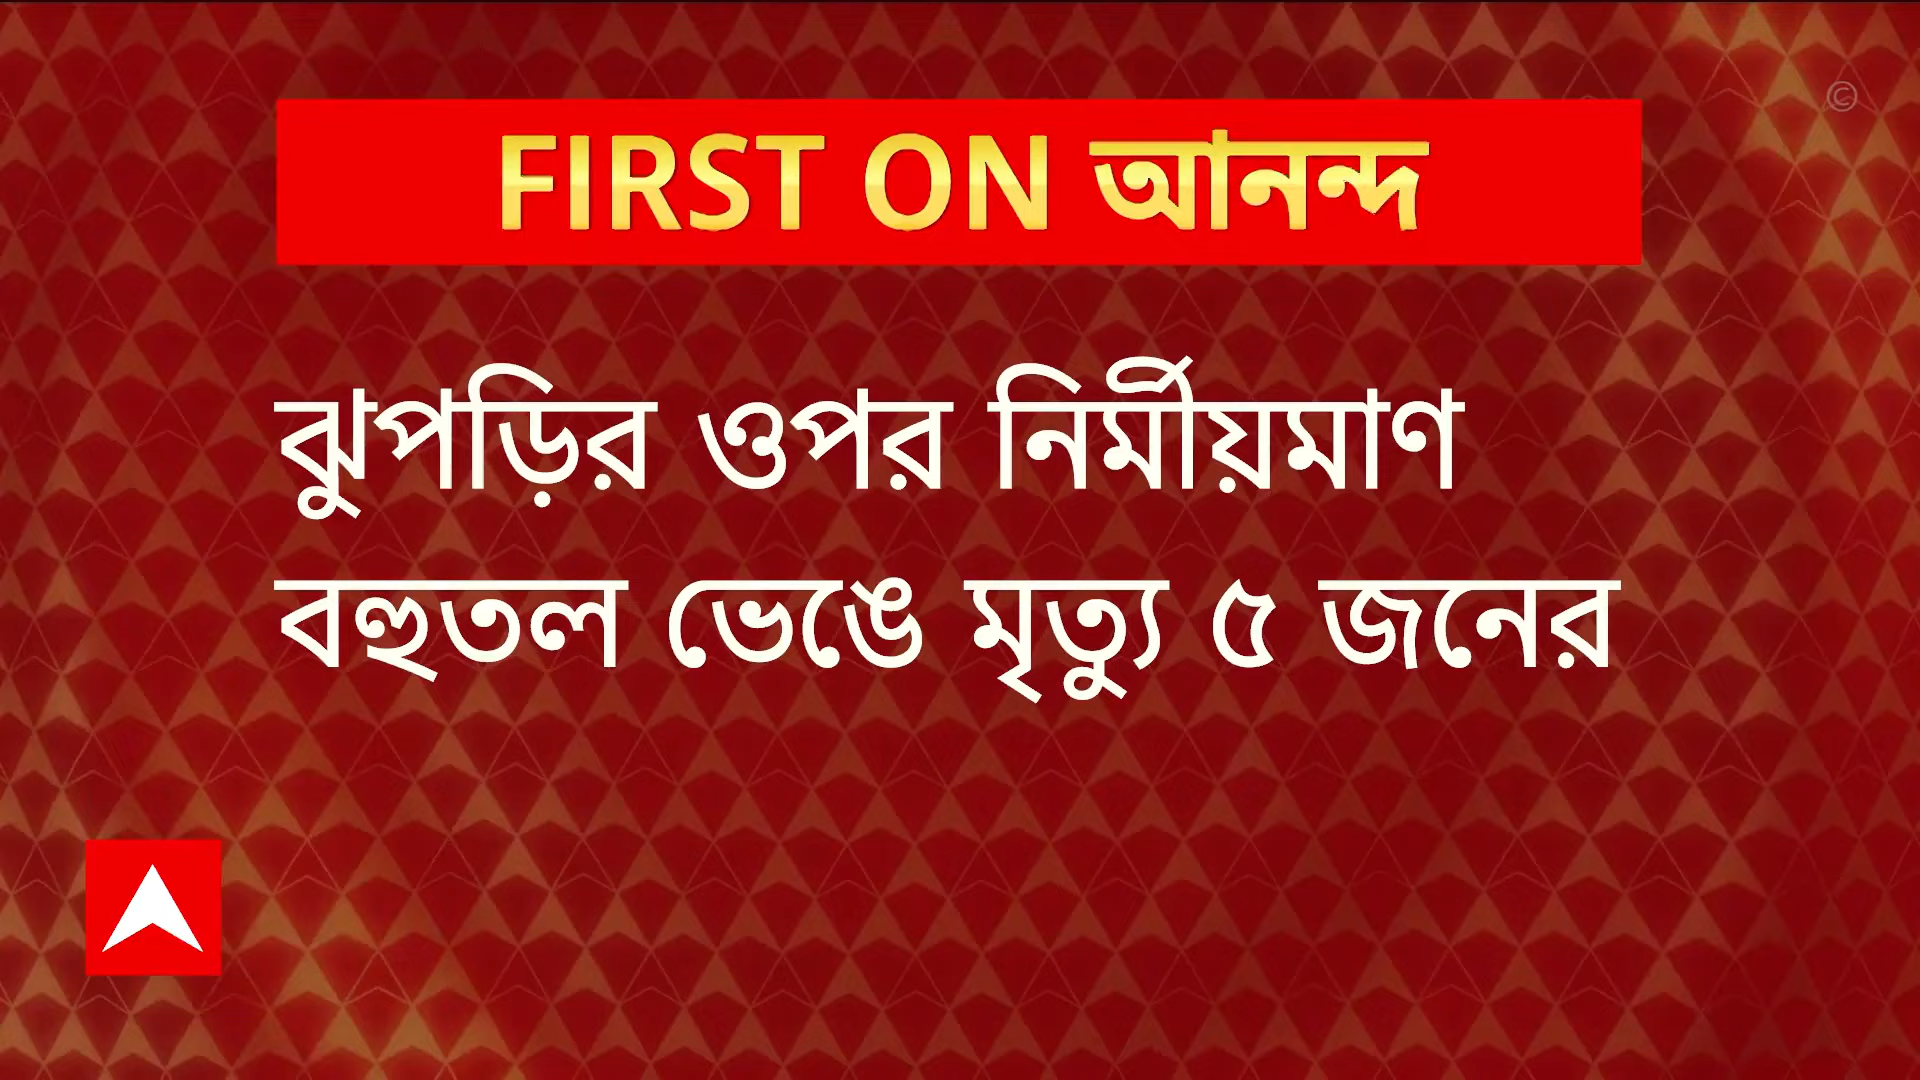 ©
FIRST ON আনন্দ
ঝুপড়ির ওপর নির্মীয়মাণ
বহুতল ভেঙে মৃত্যু ৫ জনের